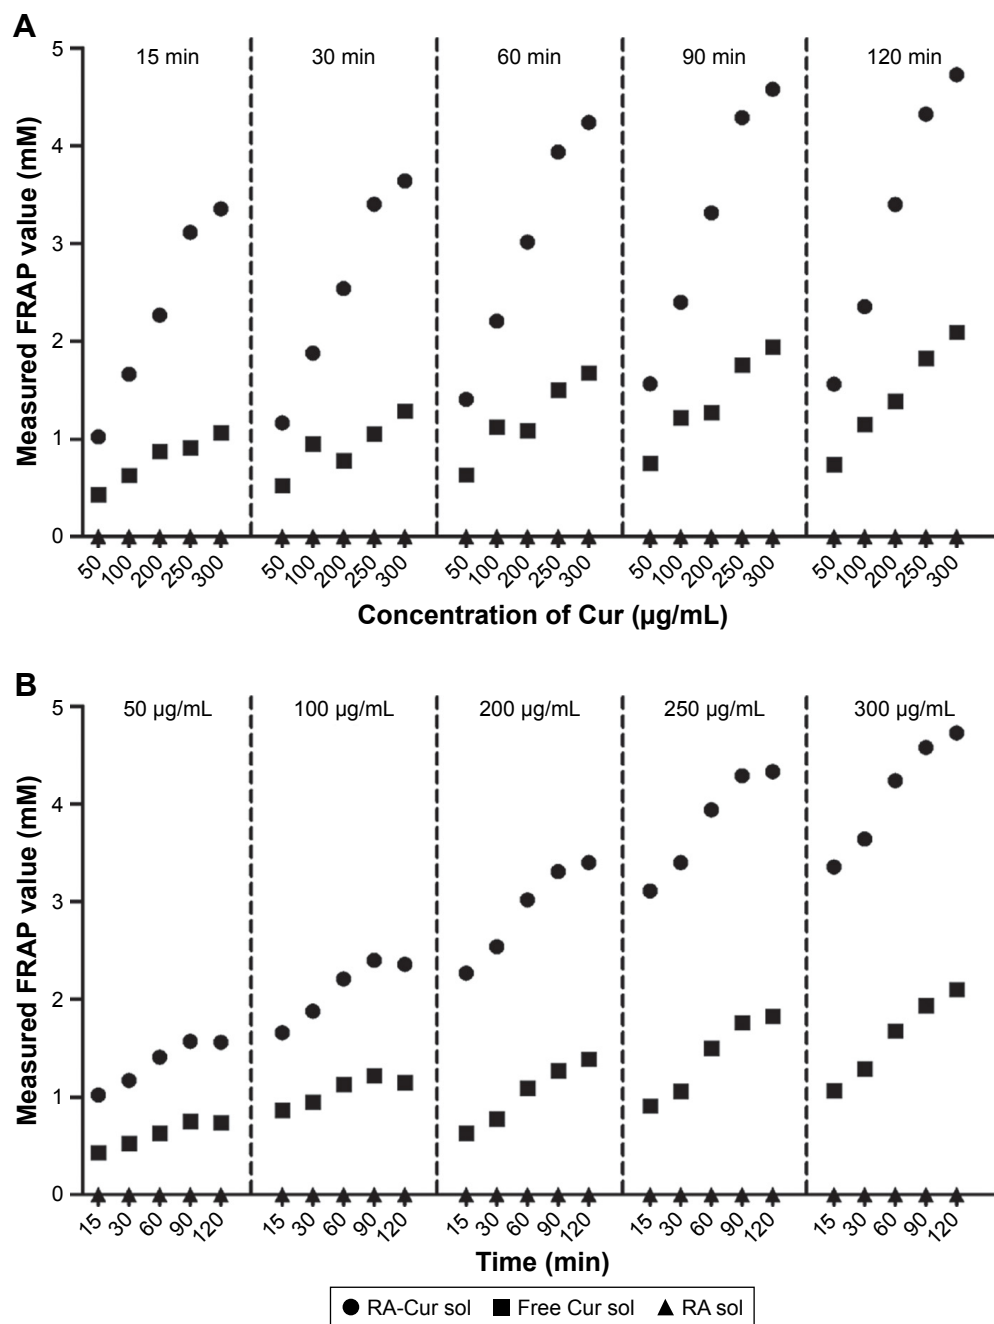 A
5
15 min
30 min
60 min
90 min
120 min
4
3
2
1
0
Measured FRAP value (mM)
50 100 200 250 300 50 100 200 250 300 50 100 200 250 300 50 100 200 250 300 50 100 200 250 300
Concentration of Cur (µg/mL)
B
5
50 µg/mL
100 µg/mL
200 µg/mL
250 µg/mL
300 µg/mL
4
3
2
1
0
Measured FRAP value (mM)
15 30 60 90 120 15 30 60 90 120 15 30 60 90 120 15 30 60 90 120 15 30 60 90 120
Time (min)
RA-Cur sol Free Cur sol RA sol